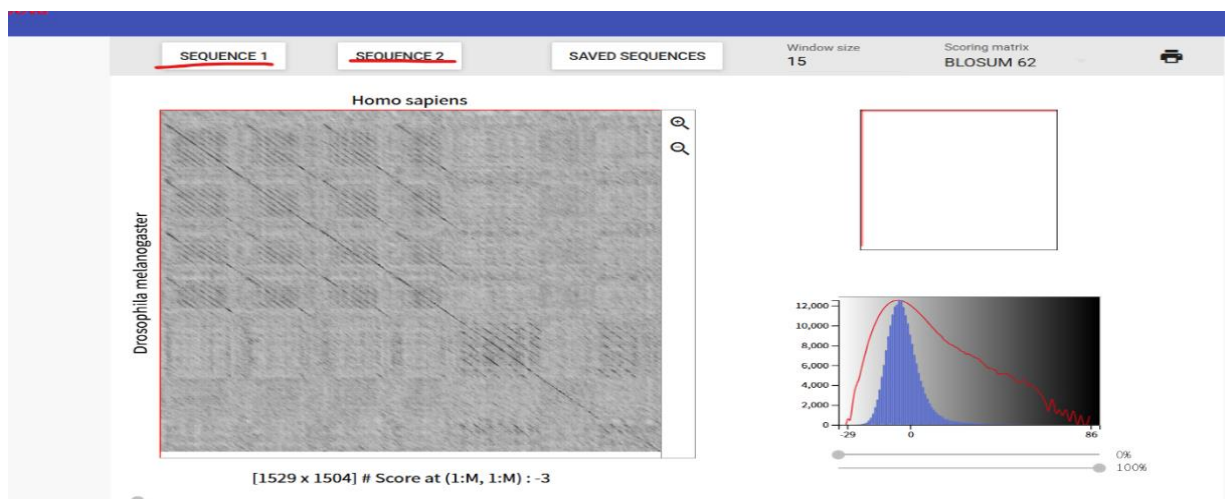 SEQUENCE 1 SEQUENCE 2 SAVED SEQUENCES Window size Scoring matrix
15 BLOSUM 62
Homo sapiens
Drosophila melanogaster
12,000
10,000
8,000
6,000
4,000
2,000
0
-29 0 86
0%
100%
[1529 x 1504] # Score at (1:M, 1:M) : -3